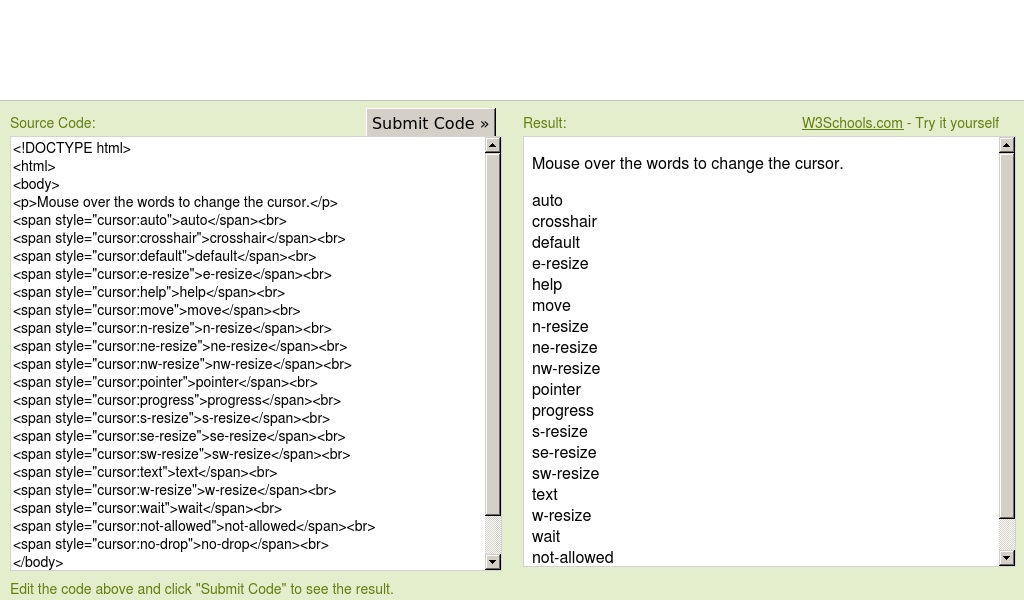 Source Code:
Submit Code »
<!DOCTYPE html>
<html>
<body>
<p>Mouse over the words to change the cursor.</p>
<span style="cursor:auto">auto</span><br>
<span style="cursor:crosshair">crosshair</span><br>
<span style="cursor:default">default</span><br>
<span style="cursor:e-resize">e-resize</span><br>
<span style="cursor:help">help</span><br>
<span style="cursor:move">move</span><br>
<span style="cursor:n-resize">n-resize</span><br>
<span style="cursor:ne-resize">ne-resize</span><br>
<span style="cursor:nw-resize">nw-resize</span><br>
<span style="cursor:pointer">pointer</span><br>
<span style="cursor:progress">progress</span><br>
<span style="cursor:s-resize">s-resize</span><br>
<span style="cursor:se-resize">se-resize</span><br>
<span style="cursor:sw-resize">sw-resize</span><br>
<span style="cursor:text">text</span><br>
<span style="cursor:w-resize">w-resize</span><br>
<span style="cursor:wait">wait</span><br>
<span style="cursor:not-allowed">not-allowed</span><br>
<span style="cursor:no-drop">no-drop</span><br>
</body>
Edit the code above and click "Submit Code" to see the result.
Result:
W3Schools.com - Try it yourself
Mouse over the words to change the cursor.
auto
crosshair
default
e-resize
help
move
n-resize
ne-resize
nw-resize
pointer
progress
s-resize
se-resize
sw-resize
text
w-resize
wait
not-allowed